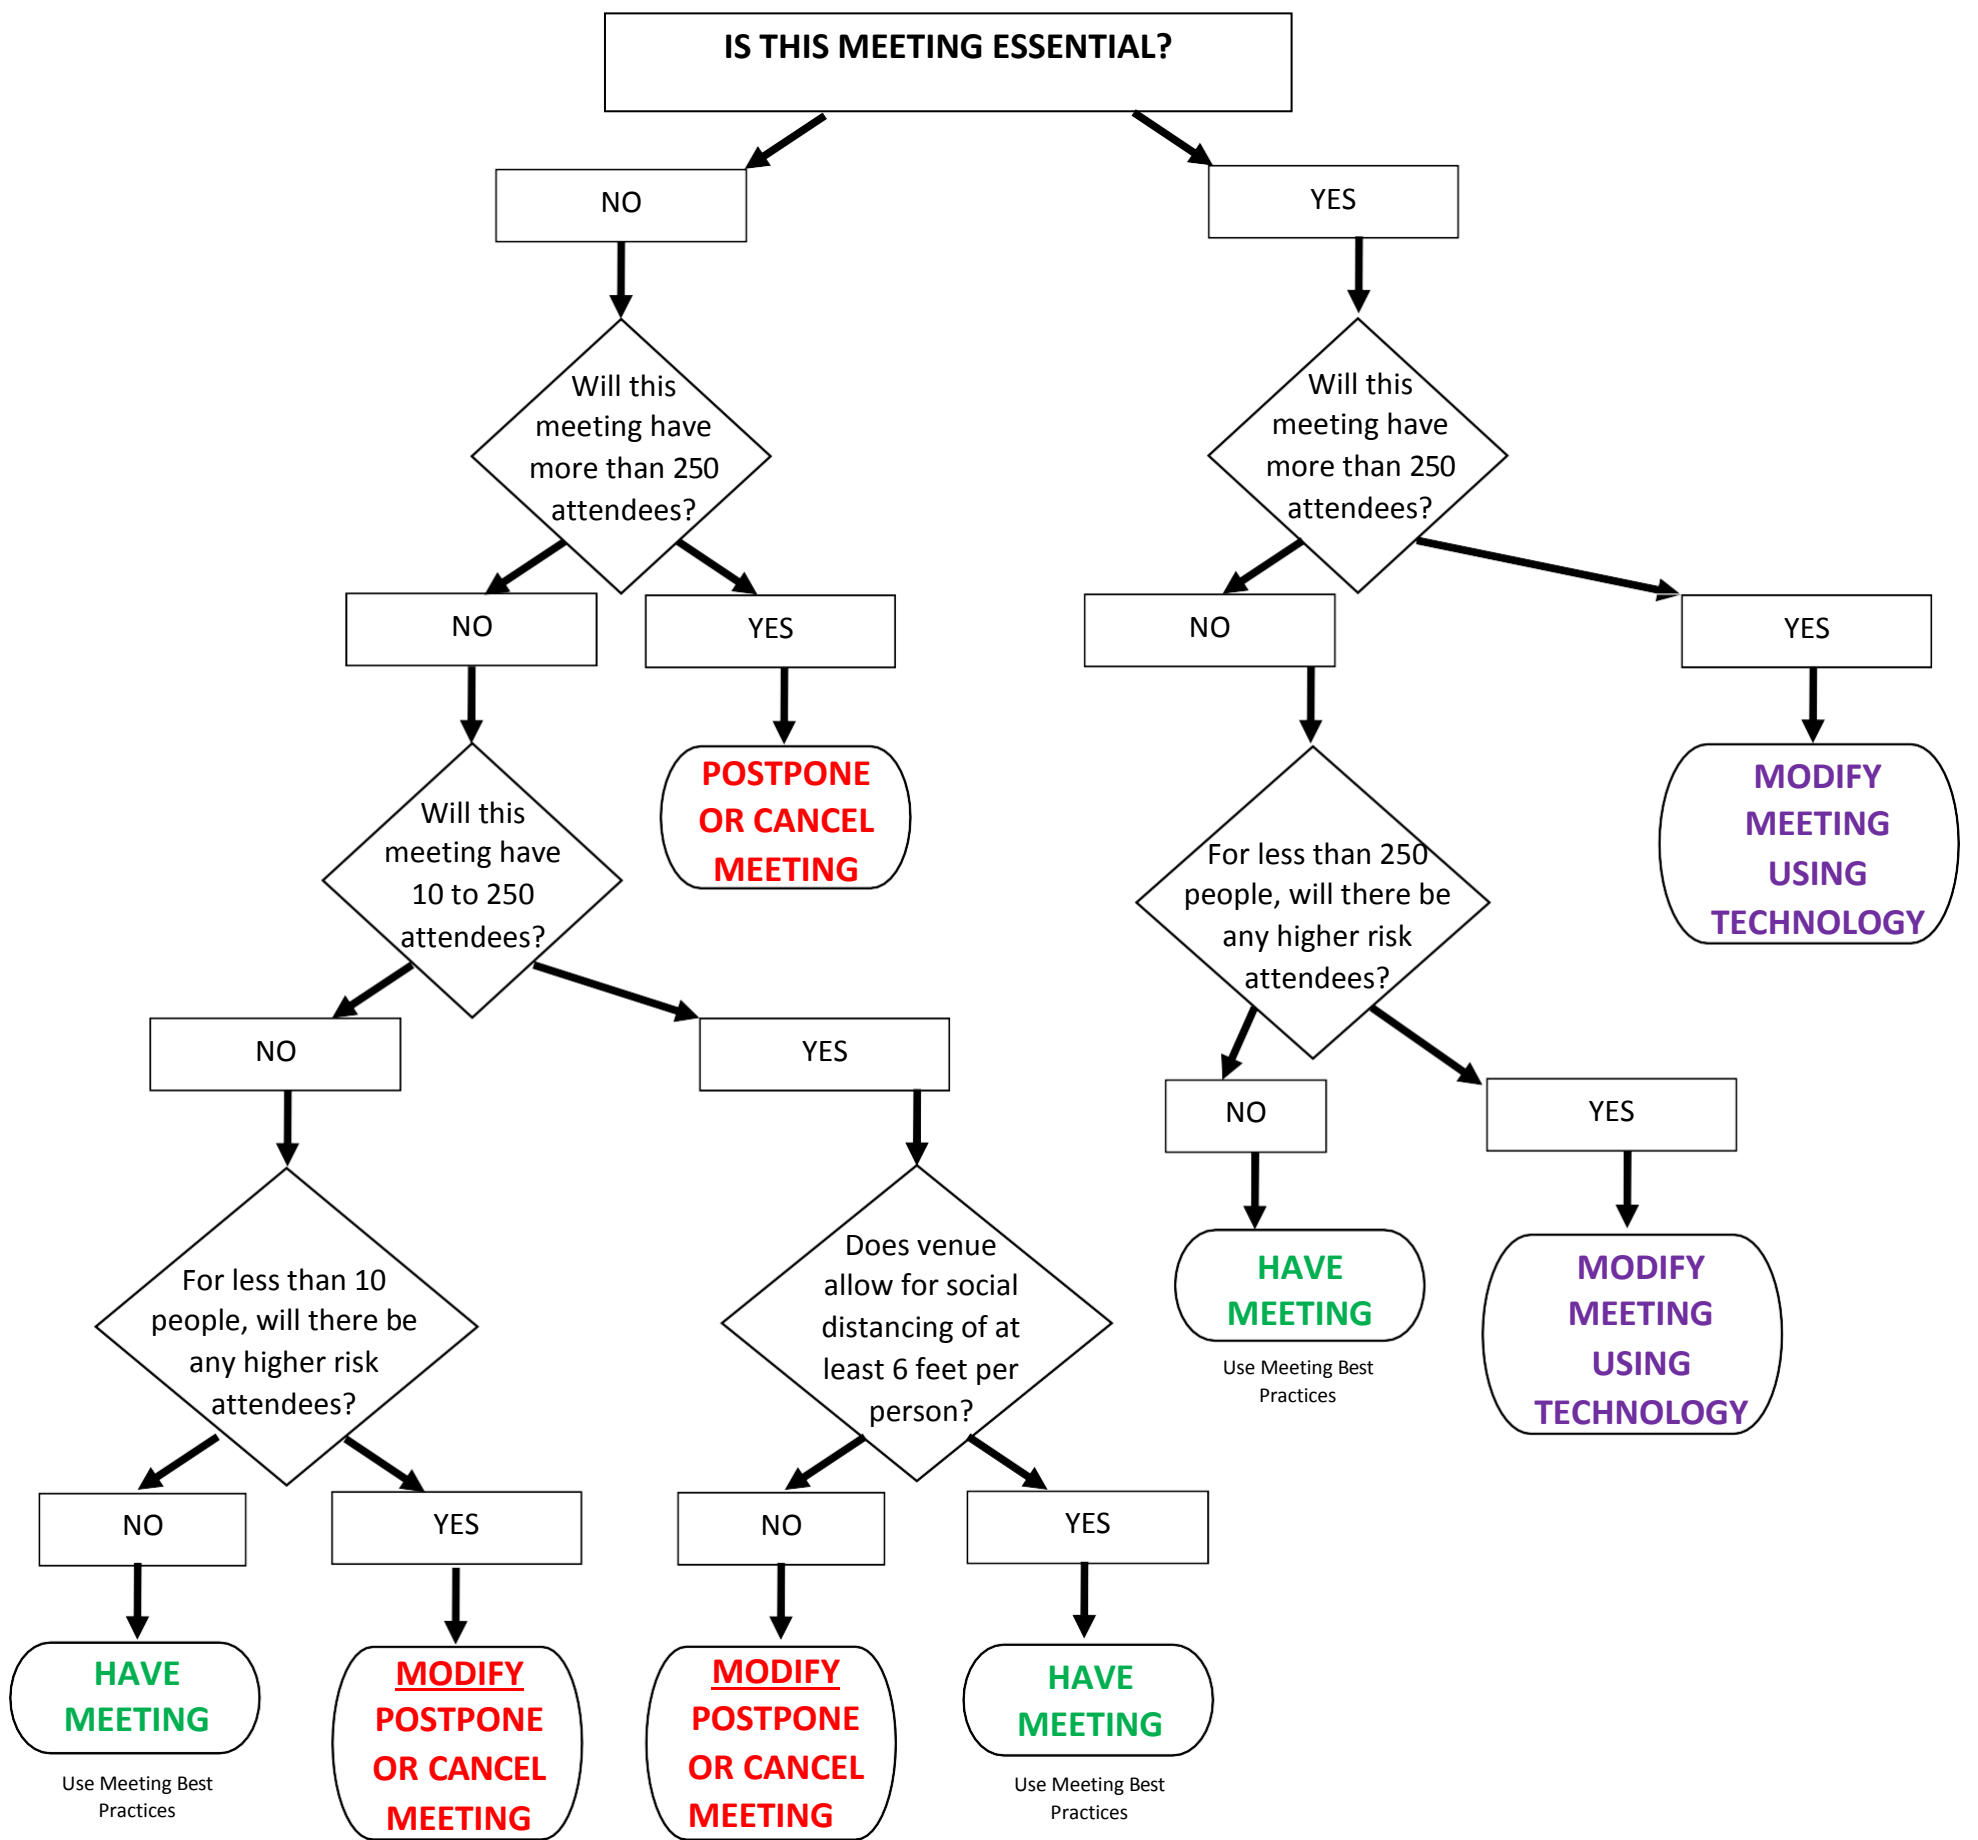 IS THIS MEETING ESSENTIAL?
NO
YES
Will this
meeting have
more than 250
attendees?
Will this
meeting have
more than 250
attendees?
NO
YES
NO
YES
POSTPONE
OR CANCEL
MEETING
MODIFY
MEETING
USING
TECHNOLOGY
Will this
meeting have
10 to 250
attendees?
For less than 250
people, will there be
any higher risk
attendees?
NO
YES
NO
YES
For less than 10
people, will there be
any higher risk
attendees?
Does venue
allow for social
distancing of at
least 6 feet per
person?
HAVE
MEETING
Use Meeting Best
Practices
MODIFY
MEETING
USING
TECHNOLOGY
NO
YES
NO
YES
HAVE
MEETING
Use Meeting Best
Practices
MODIFY
POSTPONE
OR CANCEL
MEETING
MODIFY
POSTPONE
OR CANCEL
MEETING
HAVE
MEETING
Use Meeting Best
Practices